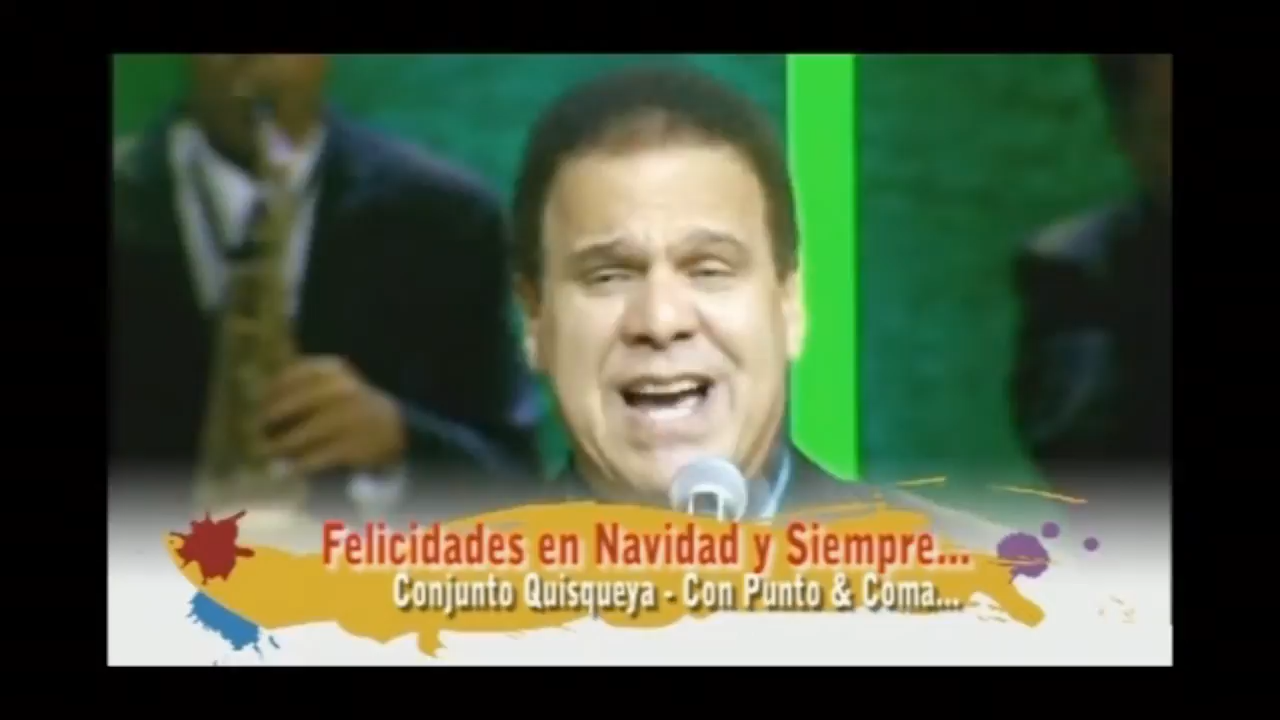 Felicidades en Navidad y Siempre...
Conjunto Quisqueya - Con Punto & Coma...